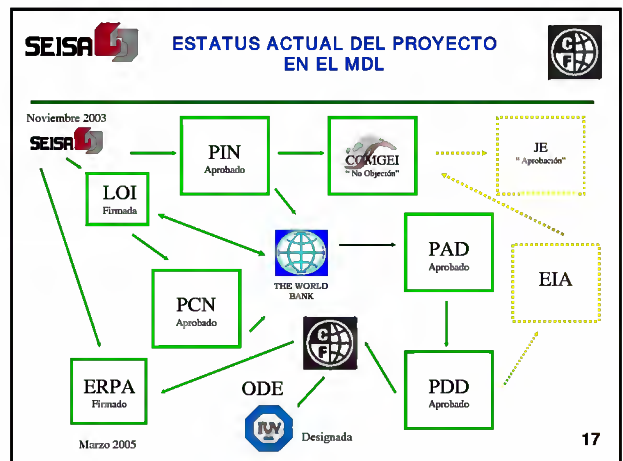 SEISA
ESTATUS ACTUAL DEL PROYECTO
EN EL MDL
C
F
Noviembre 2003
SEISA
PIN
Aprobado
COMGEI
" No Objeción"
JE
" Aprobación"
LOI
Firmada
THE WORLD
BANK
PAD
Aprobado
EIA
PCN
Aprobado
C
F
ERPA
Firmado
ODE
TUV
Designada
PDD
Aprobado
Marzo 2005
17